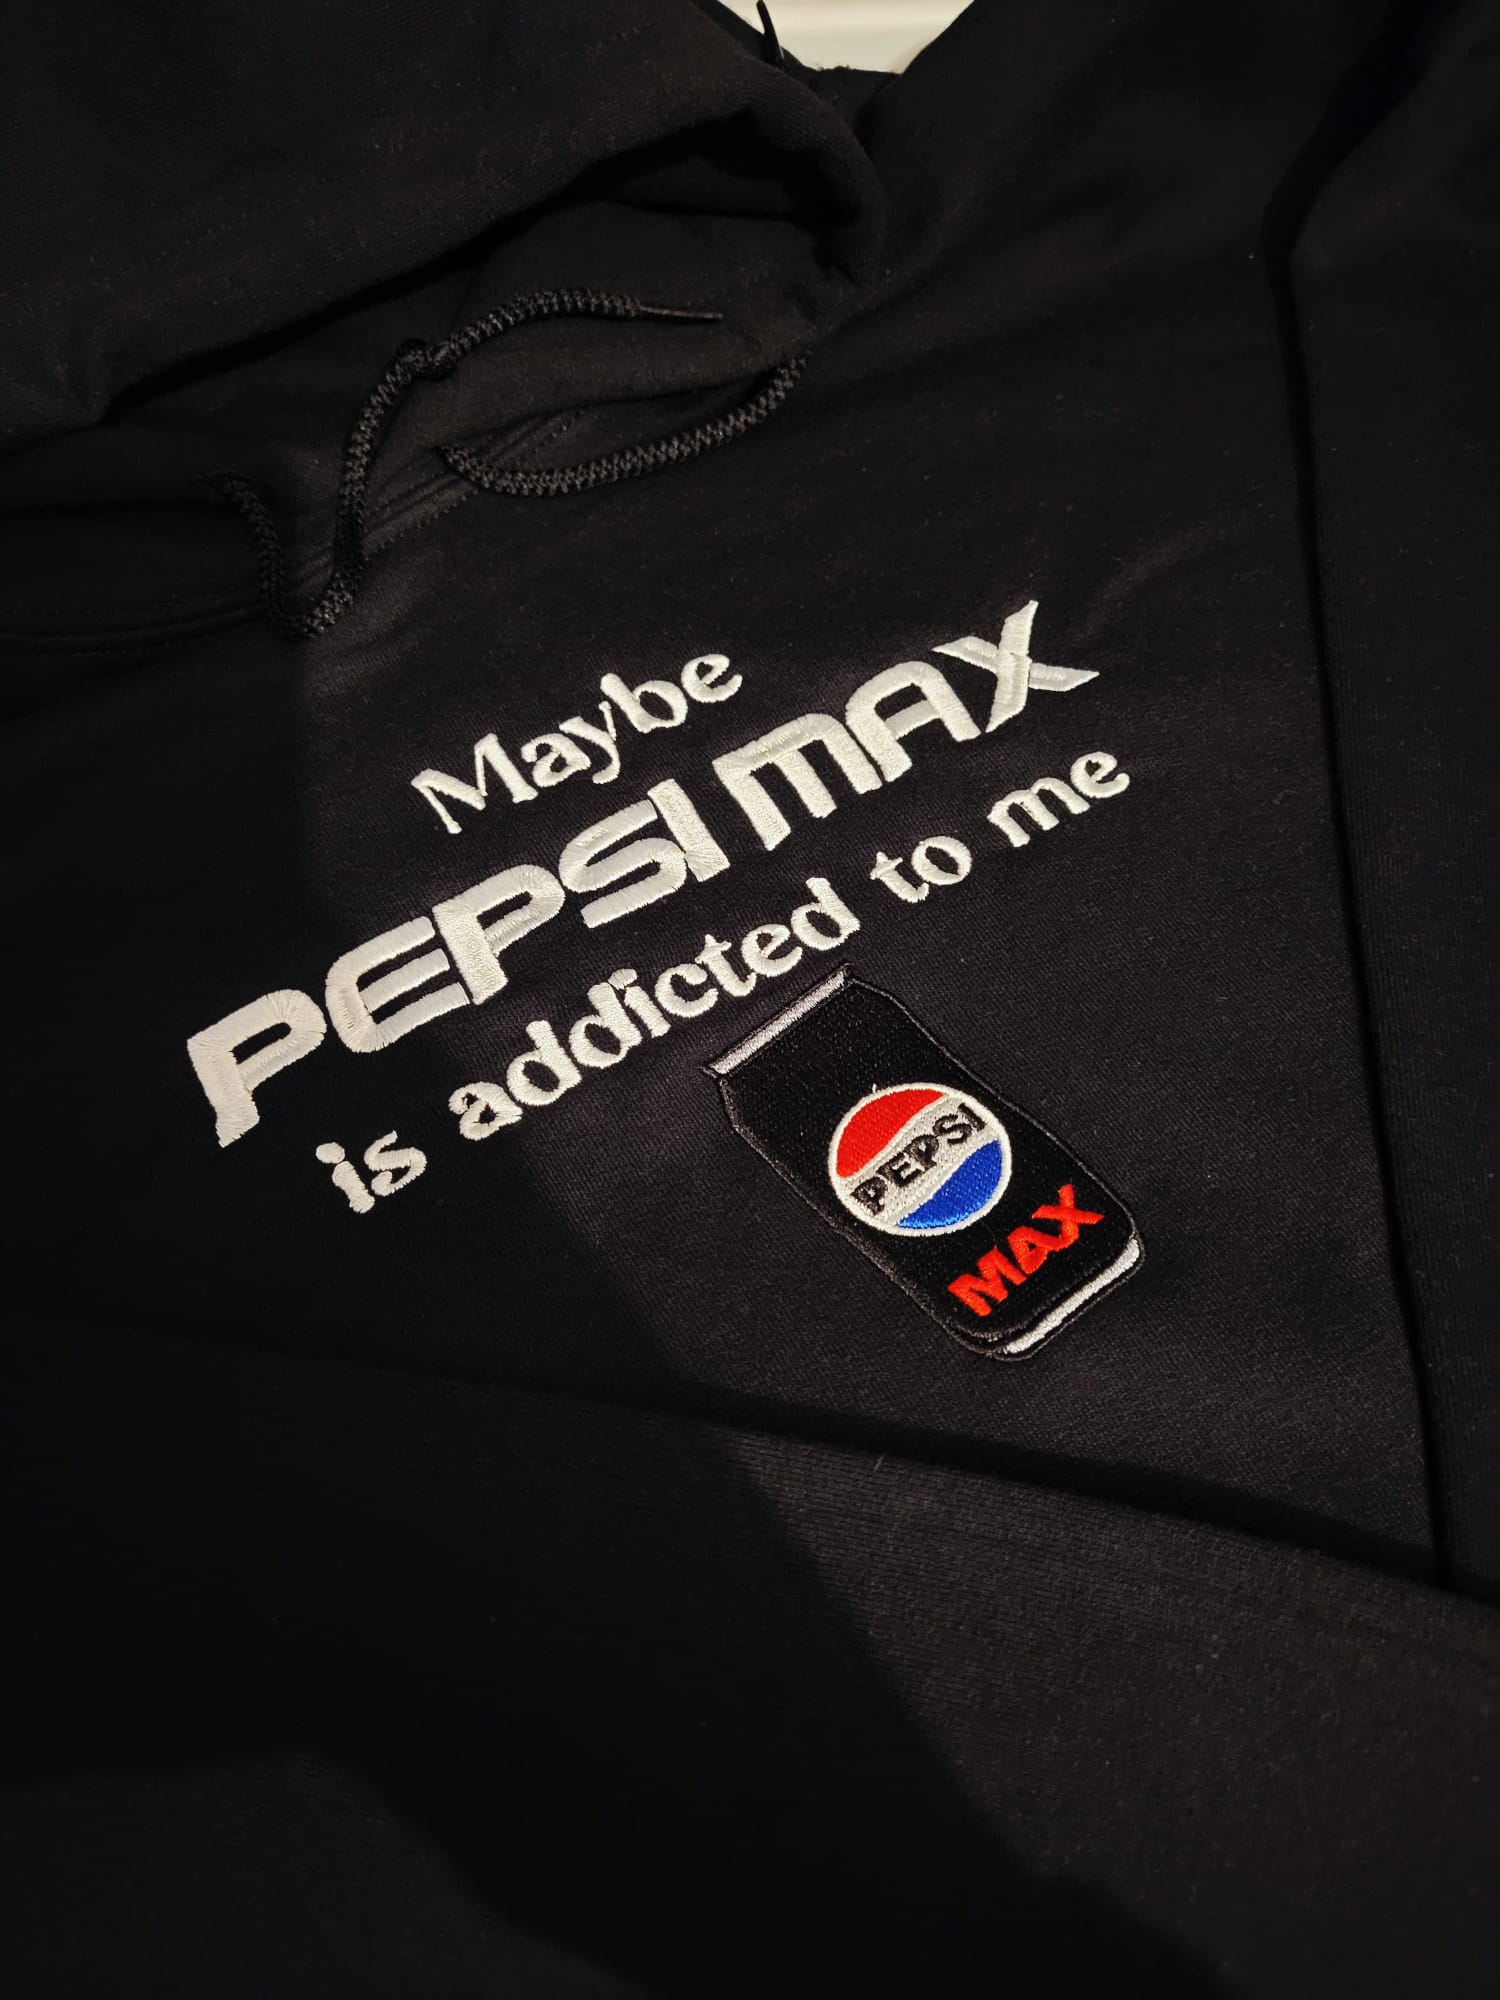 Maybe
PEPSI MAX
is addicted to me
PEPSI
MAX